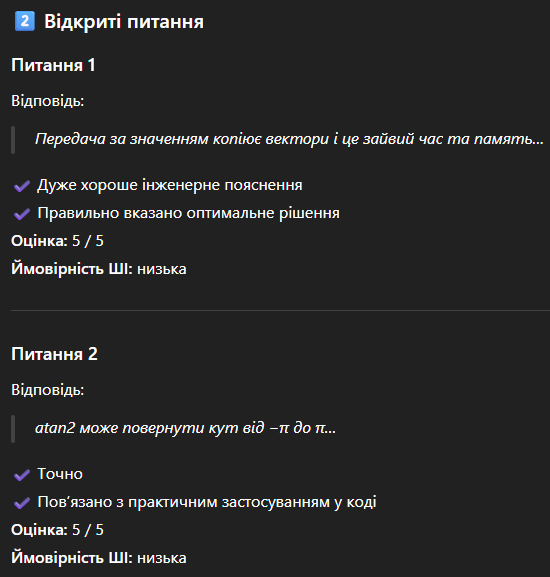 2 Відкриті питання
Питання 1
Відповідь:
Передача за значенням копіює вектори і це зайвий час та память...
Дуже хороше інженерне пояснення
Правильно вказано оптимальне рішення
Оцінка: 5 / 5
Ймовірність ШІ: низька
Питання 2
Відповідь:
atan2 може повернути кут від −π до π...
Точно
Пов’язано з практичним застосуванням у коді
Оцінка: 5 / 5
Ймовірність ШІ: низька